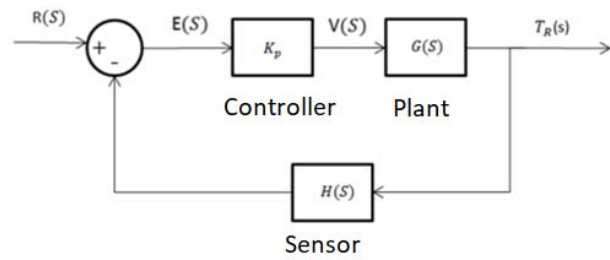 R(S)
+
-
E(S)
K_p
V(S)
G(S)
T_R(s)
Controller
Plant
H(S)
Sensor